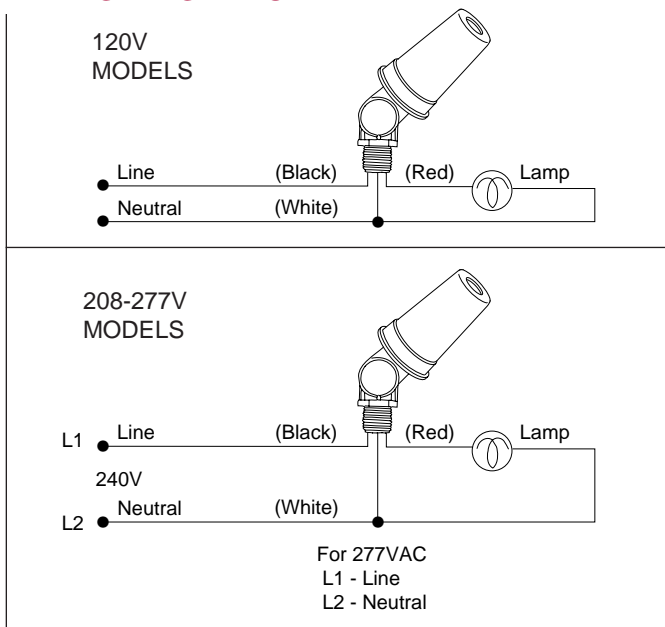 120V
MODELS
Line (Black) (Red) Lamp
Neutral (White)
208-277V
MODELS
L1 Line (Black) (Red) Lamp
240V
L2 Neutral (White)
For 277VAC
L1 - Line
L2 - Neutral